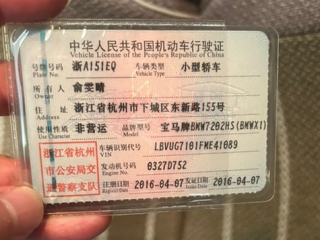 中华人民共和国机动车行驶证
Vehicle License of the People's Republic of China
号牌号码 浙A1S1EQ 车辆类型 小型轿车
Plate No. Vehicle Type
所有人 俞雯晴
Owner
住址 浙江省杭州市下城区东新路155号
Address
使用性质 非营运 品牌型号 宝马牌BMW7202HS(BMWX1)
Use Character Model
浙江省杭州市公安局交通警察支队
车辆识别代号 LBVUG7101FME41089
VIN
发动机号码 0327D752
Engine No.
注册日期 2016-04-07 发证日期 2016-04-07
Register Date Issue Date